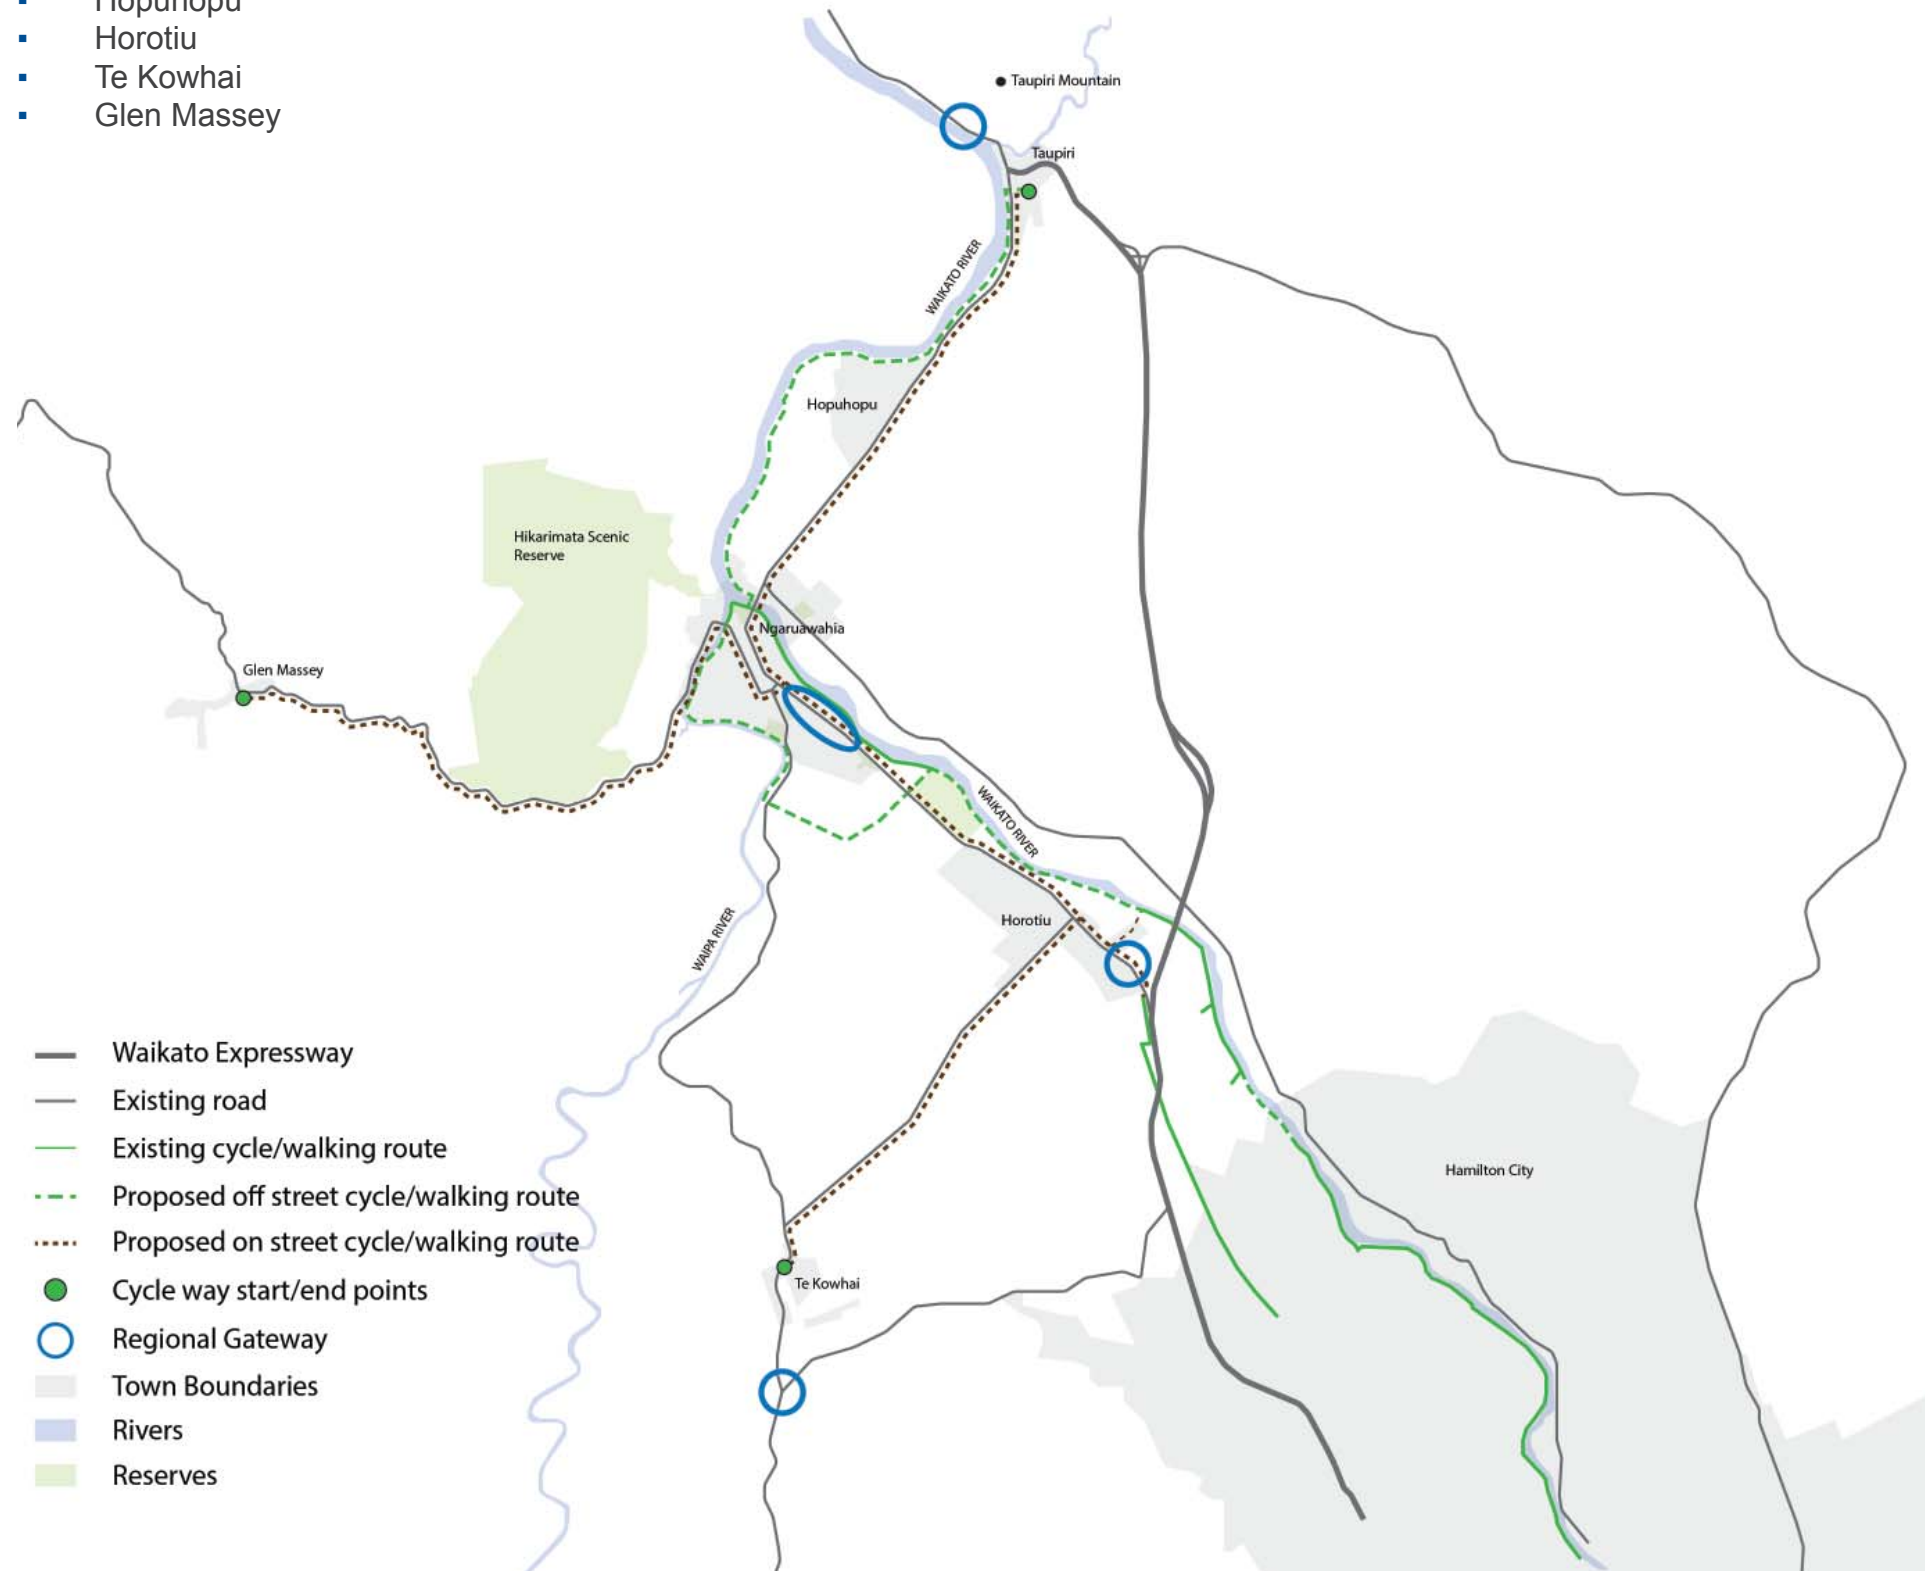 Hopuhopu
Horotiu
Te Kowhai
Glen Massey
Taupiri Mountain
Taupiri
WAIKATO RIVER
Hopuhopu
Hikarimata Scenic
Reserve
Ngaruawahia
Glen Massey
WAIKATO RIVER
Horotiu
WAIPA RIVER
Hamilton City
Te Kowhai
Waikato Expressway
Existing road
Existing cycle/walking route
Proposed off street cycle/walking route
Proposed on street cycle/walking route
Cycle way start/end points
Regional Gateway
Town Boundaries
Rivers
Reserves